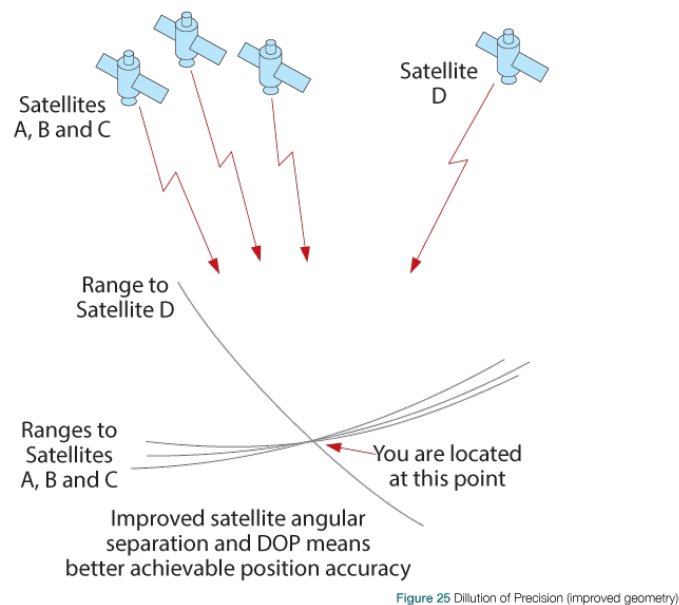 Satellites
A, B and C
Satellite
D
Range to
Satellite D
Ranges to
Satellites
A, B and C
You are located
at this point
Improved satellite angular
separation and DOP means
better achievable position accuracy
Figure 25 Dillution of Precision (improved geometry)